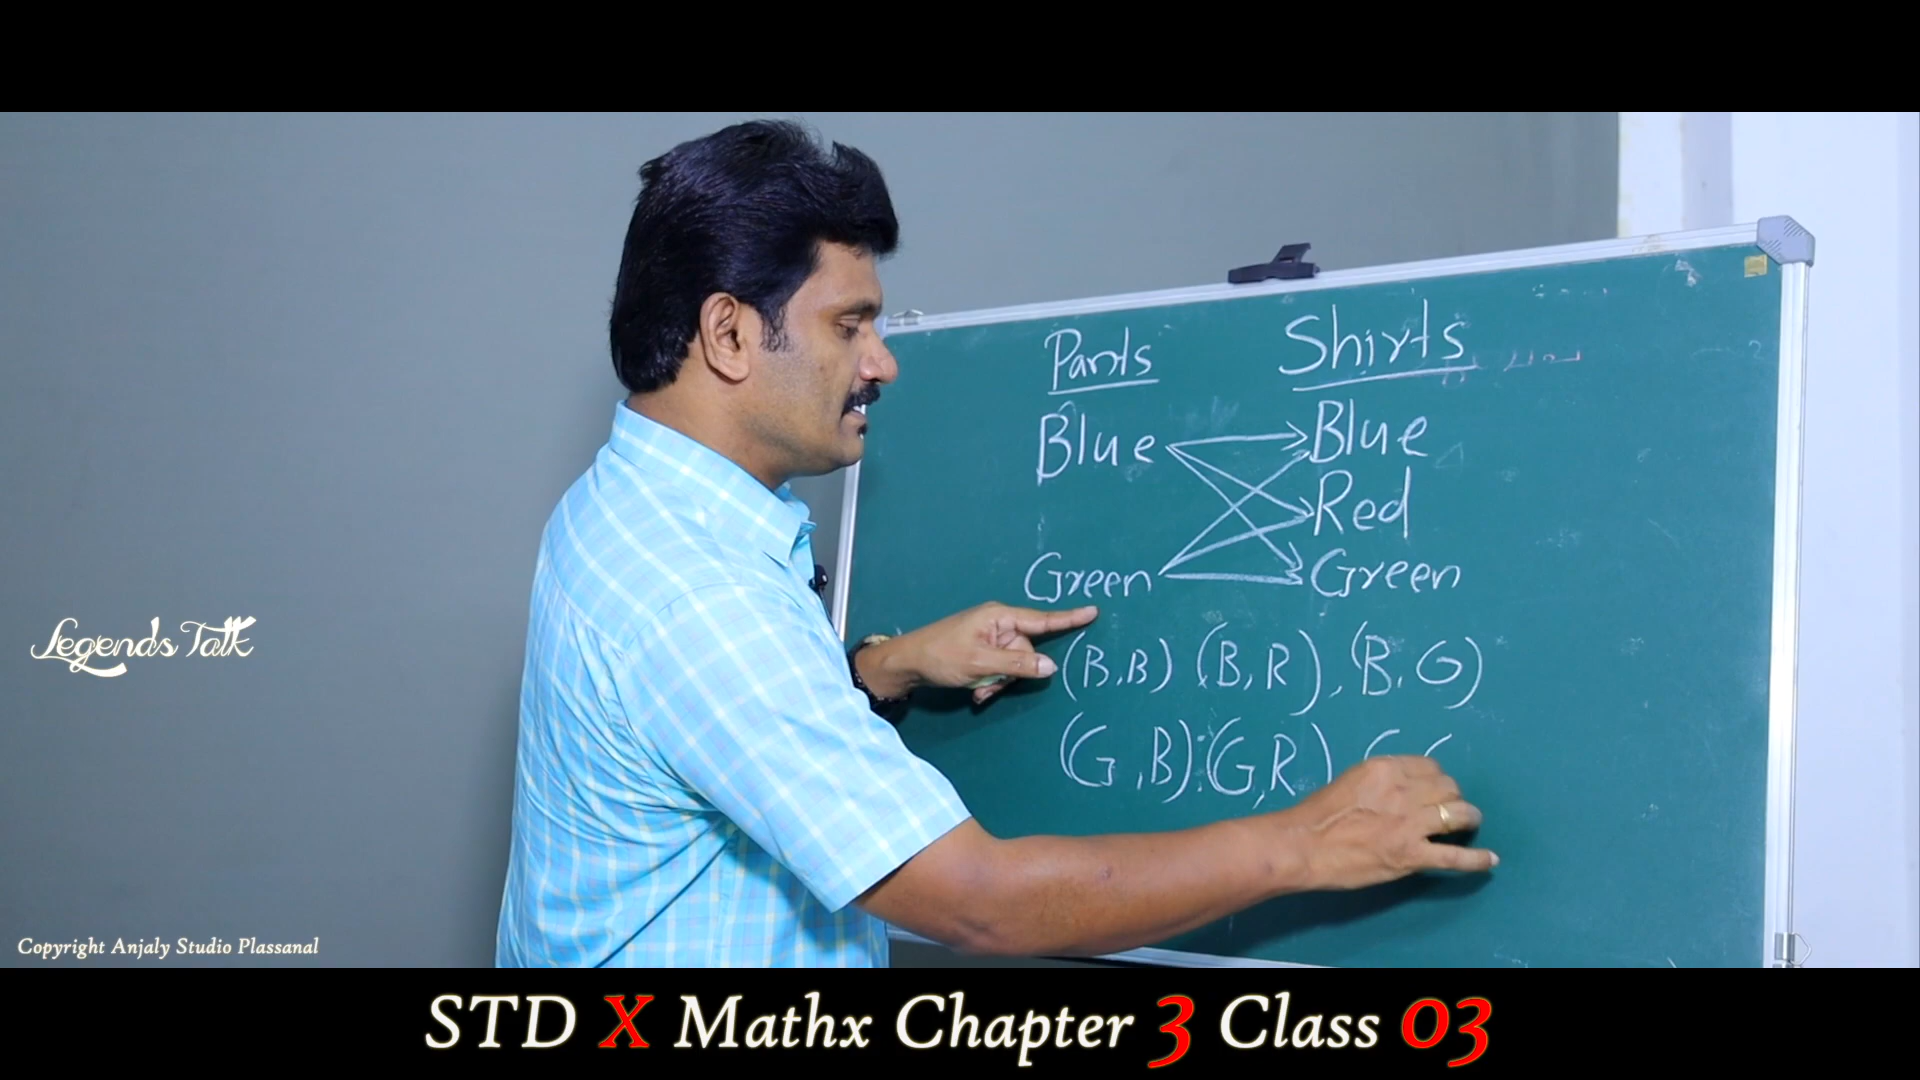 Pants Shirts
Blue Blue
Red
Green Green
(B,B) (B,R), (B,G)
(G,B), (G,R)
Legends Talk
Copyright Anjaly Studio Plassanal
STD X Mathx Chapter 3 Class 03